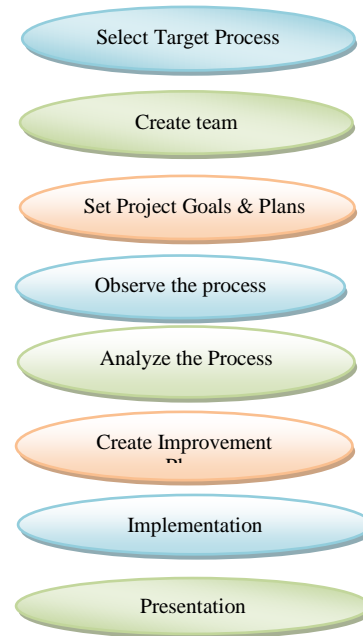 Select Target Process
Create team
Set Project Goals & Plans
Observe the process
Analyze the Process
Create Improvement
Implementation
Presentation